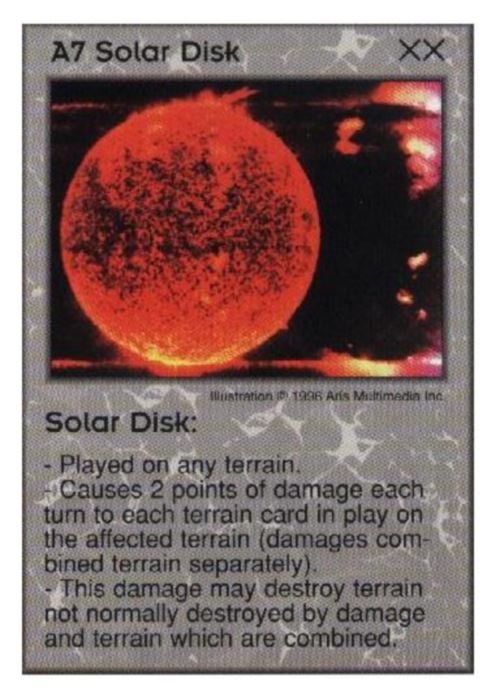 A7 Solar Disk XX
Illustration © 1996 Aris Multimedia Inc.
Solar Disk:
- Played on any terrain.
- Causes 2 points of damage each
turn to each terrain card in play on
the affected terrain (damages com-
bined terrain separately).
- This damage may destroy terrain
not normally destroyed by damage
and terrain which are combined.